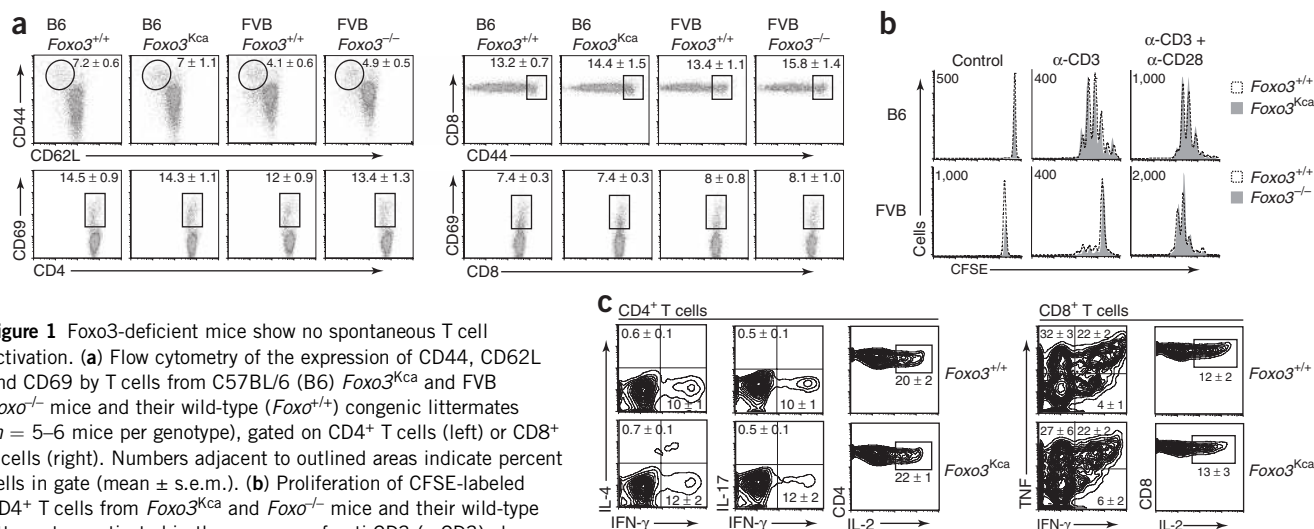 a
B6 B6 FVB FVB
Foxo3+/+ Foxo3Kca Foxo3+/+ Foxo3–/–
7.2 ± 0.6 7 ± 1.1 4.1 ± 0.6 4.9 ± 0.5
CD44
CD62L
14.5 ± 0.9 14.3 ± 1.1 12 ± 0.9 13.4 ± 1.3
CD69
CD4
B6 B6 FVB FVB
Foxo3+/+ Foxo3Kca Foxo3+/+ Foxo3–/–
13.2 ± 0.7 14.4 ± 1.5 13.4 ± 1.1 15.8 ± 1.4
CD8
CD44
7.4 ± 0.3 7.4 ± 0.3 8 ± 0.8 8.1 ± 1.0
CD69
CD8
b
Control α-CD3 α-CD3 + α-CD28
500 400 1,000
B6
Foxo3+/+
Foxo3Kca
1,000 400 2,000
FVB
Foxo3+/+
Foxo3–/–
Cells
CFSE
Figure 1 Foxo3-deficient mice show no spontaneous T cell
activation. (a) Flow cytometry of the expression of CD44, CD62L
and CD69 by T cells from C57BL/6 (B6) Foxo3Kca and FVB
Foxo–/– mice and their wild-type (Foxo+/+) congenic littermates
(n = 5–6 mice per genotype), gated on CD4+ T cells (left) or CD8+
T cells (right). Numbers adjacent to outlined areas indicate percent
cells in gate (mean ± s.e.m.). (b) Proliferation of CFSE-labeled
CD4+ T cells from Foxo3Kca and Foxo–/– mice and their wild-type
c
CD4+ T cells
0.6 ± 0.1 0.5 ± 0.1
10 ± 1 10 ± 1 20 ± 2
Foxo3+/+
0.7 ± 0.1 0.5 ± 0.1
12 ± 2 12 ± 2 22 ± 1
Foxo3Kca
IL-4 IL-17 CD4
IFN-γ IFN-γ IL-2
CD8+ T cells
32 ± 3 22 ± 2
4 ± 1 12 ± 2
Foxo3+/+
27 ± 6 22 ± 2
6 ± 2 13 ± 3
Foxo3Kca
TNF CD8
IFN-γ IL-2